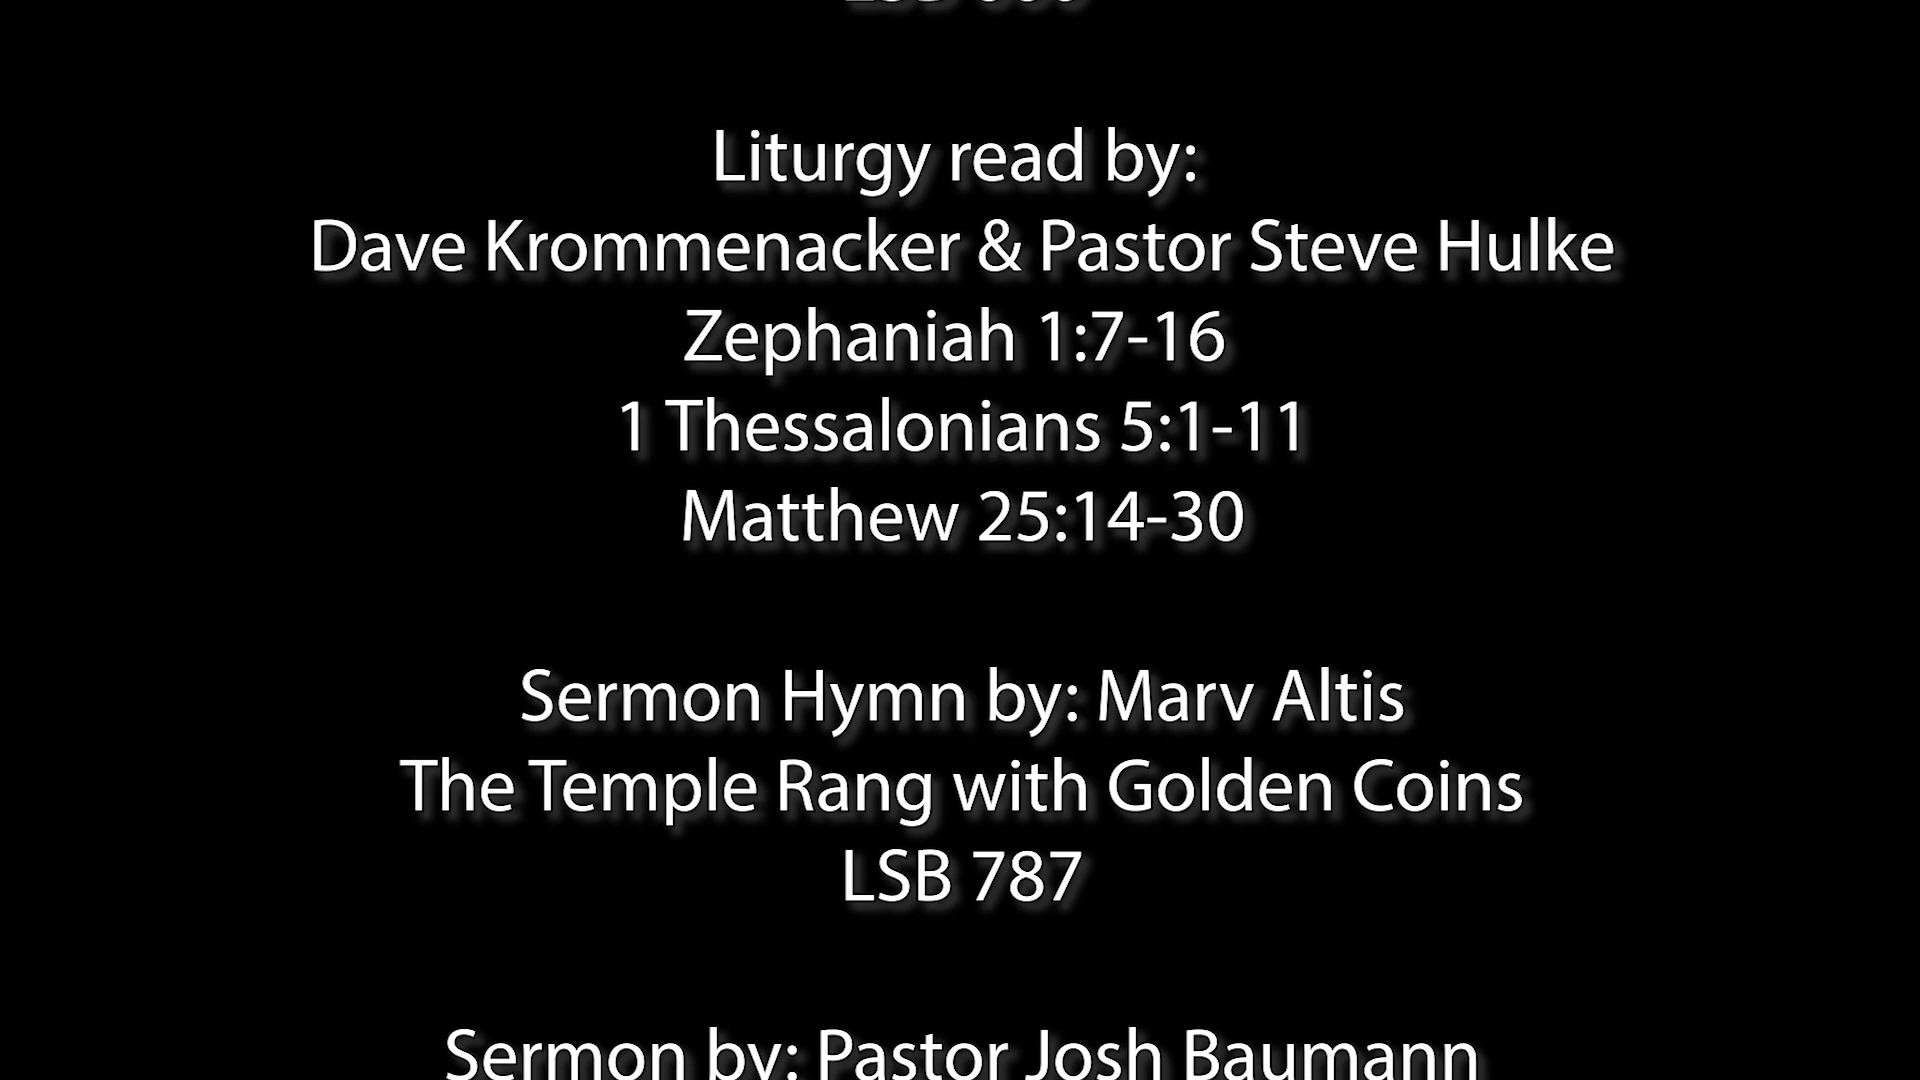 Liturgy read by:
Dave Krommenacker & Pastor Steve Hulke
Zephaniah 1:7-16
1 Thessalonians 5:1-11
Matthew 25:14-30
Sermon Hymn by: Marv Altis
The Temple Rang with Golden Coins
LSB 787
Sermon by: Pastor Josh Baumann